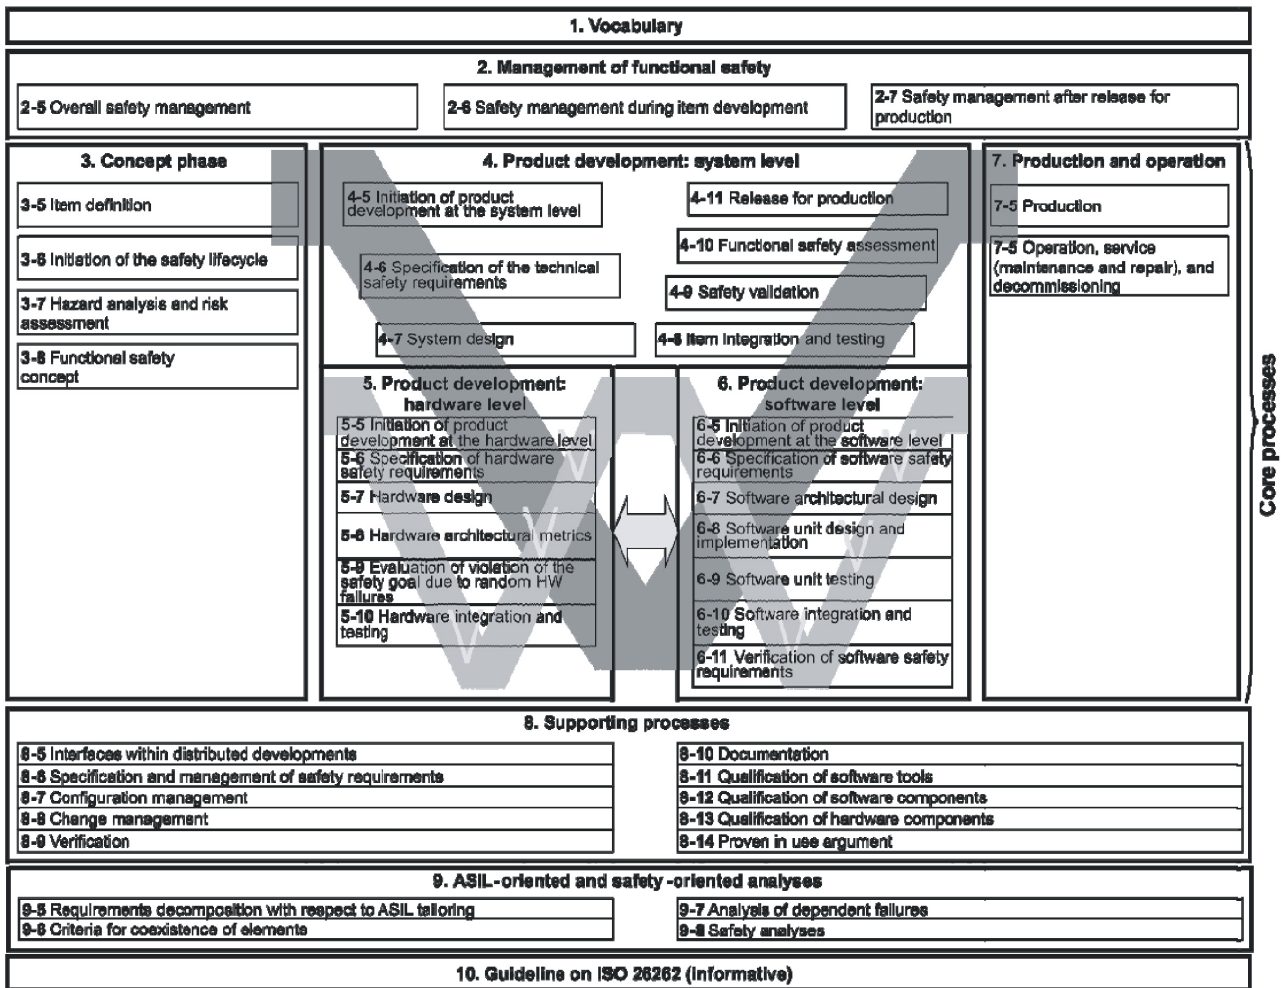 1. Vocabulary
2. Management of functional safety
2-5 Overall safety management
2-6 Safety management during item development
2-7 Safety management after release for
production
3. Concept phase
3-5 Item definition
3-6 Initiation of the safety lifecycle
3-7 Hazard analysis and risk
assessment
3-8 Functional safety
concept
4. Product development: system level
4-5 Initiation of product
development at the system level
4-6 Specification of the technical
safety requirements
4-7 System design
4-11 Release for production
4-10 Functional safety assessment
4-9 Safety validation
4-8 Item Integration and testing
7. Production and operation
7-5 Production
7-5 Operation, service
(maintenance and repair), and
decommissioning
5. Product development:
hardware level
5-5 Initiation of product
development at the hardware level
5-6 Specification of hardware
safety requirements
5-7 Hardware design
5-8 Hardware architectural metrics
5-9 Evaluation of violation of the
safety goal due to random HW
failures
5-10 Hardware integration and
testing
6. Product development:
software level
6-5 Initiation of product
development at the software level
6-6 Specification of software safety
requirements
6-7 Software architectural design
6-8 Software unit design and
implementation
6-9 Software unit testing
6-10 Software integration and
testing
6-11 Verification of software safety
requirements
Core processes
8. Supporting processes
8-5 Interfaces within distributed developments
8-6 Specification and management of safety requirements
8-7 Configuration management
8-8 Change management
8-9 Verification
8-10 Documentation
8-11 Qualification of software tools
8-12 Qualification of software components
8-13 Qualification of hardware components
8-14 Proven in use argument
9. ASIL-oriented and safety -oriented analyses
9-5 Requirements decomposition with respect to ASIL tailoring
9-6 Criteria for coexistence of elements
9-7 Analysis of dependent failures
9-8 Safety analyses
10. Guideline on ISO 26262 (informative)